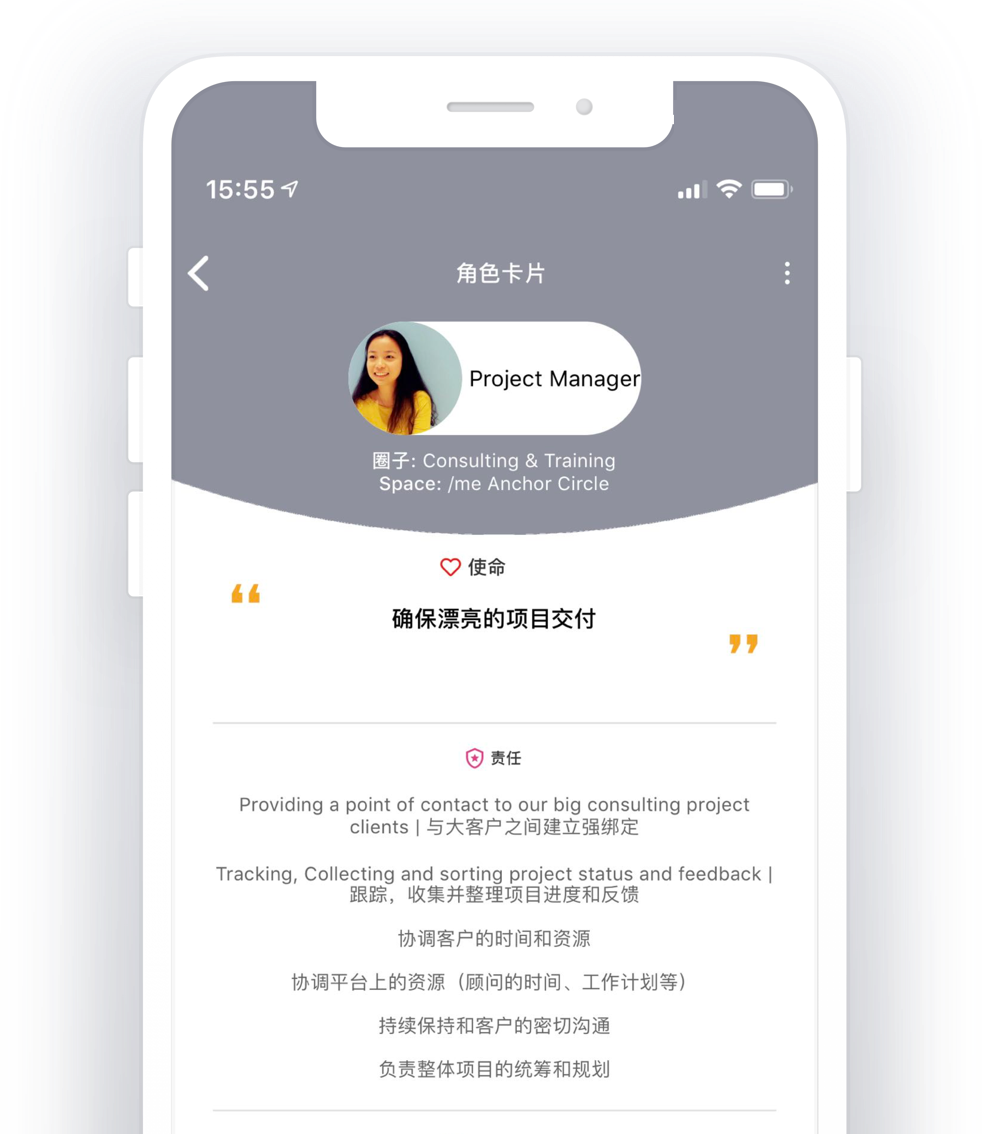 15:55
角色卡片
Project Manager
圈子: Consulting & Training
Space: /me Anchor Circle
使命
“
确保漂亮的项目交付
”
责任
Providing a point of contact to our big consulting project
clients | 与大客户之间建立强绑定
Tracking, Collecting and sorting project status and feedback |
跟踪，收集并整理项目进度和反馈
协调客户的时间和资源
协调平台上的资源（顾问的时间、工作计划等）
持续保持和客户的密切沟通
负责整体项目的统筹和规划